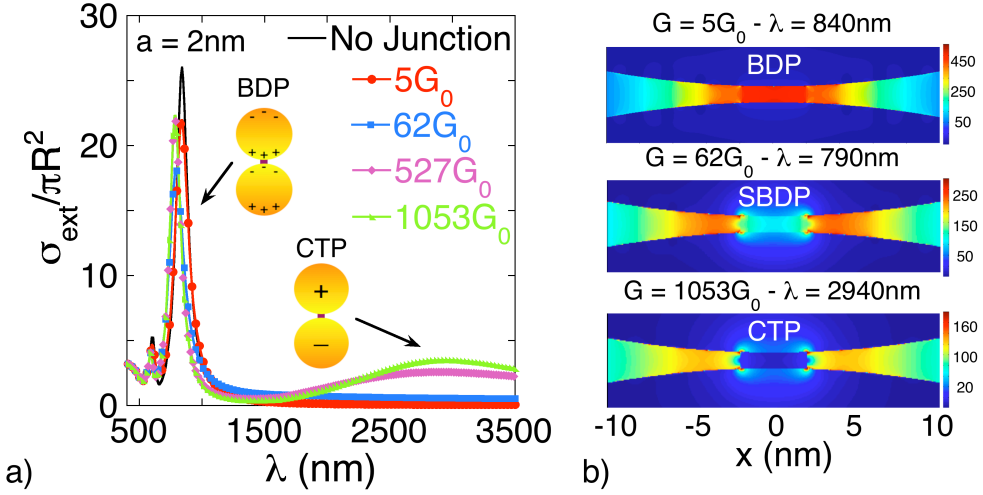 30
20
10
0
σext/πR²
a = 2nm
No Junction
5G₀
62G₀
527G₀
1053G₀
BDP
- - -
+ + +
- - -
+ + +
CTP
+
−
500
1500
2500
3500
λ (nm)
a)
G = 5G₀ - λ = 840nm
BDP
450
250
50
G = 62G₀ - λ = 790nm
SBDP
250
150
50
G = 1053G₀ - λ = 2940nm
CTP
160
100
20
-10 -5 0 5 10
x (nm)
b)